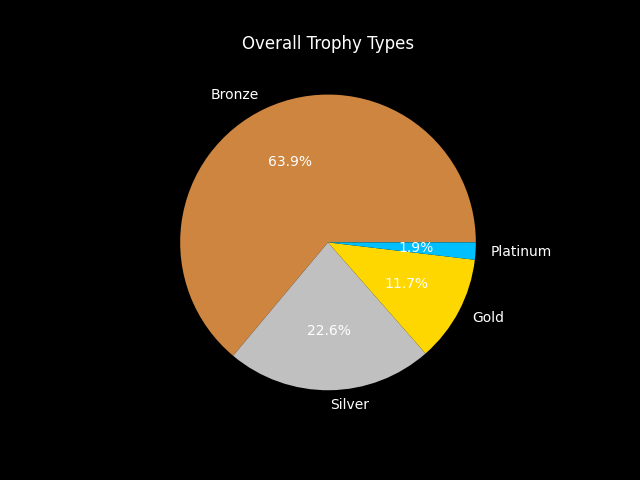 Overall Trophy Types
Bronze
63.9%
1.9%
Platinum
11.7%
Gold
22.6%
Silver